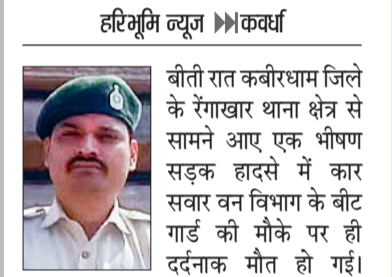 हरिभूमि न्यूज ▶▶ कवर्धा
बीती रात कबीरधाम जिले
के रेंगाखार थाना क्षेत्र से
सामने आए एक भीषण
सड़क हादसे में कार
सवार वन विभाग के बीट
गार्ड की मौके पर ही
दर्दनाक मौत हो गई।